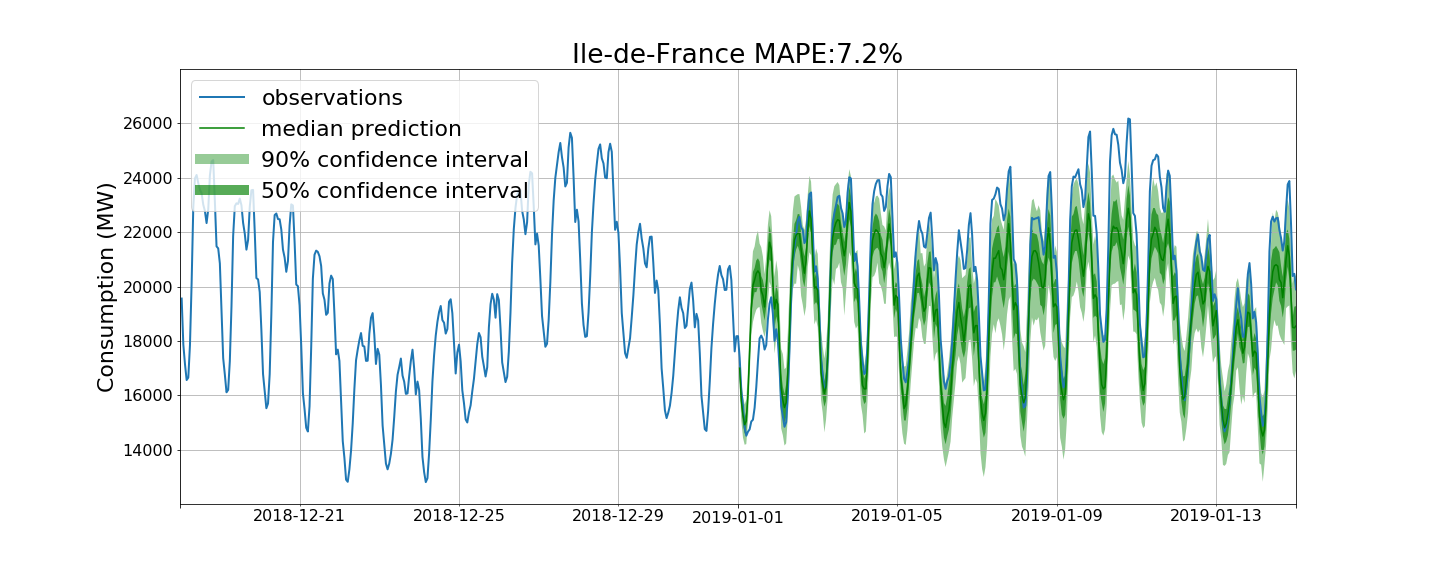 Ile-de-France MAPE:7.2%
observations
median prediction
90% confidence interval
50% confidence interval
Consumption (MW)
26000
24000
22000
20000
18000
16000
14000
2018-12-21
2018-12-25
2018-12-29
2019-01-01
2019-01-05
2019-01-09
2019-01-13